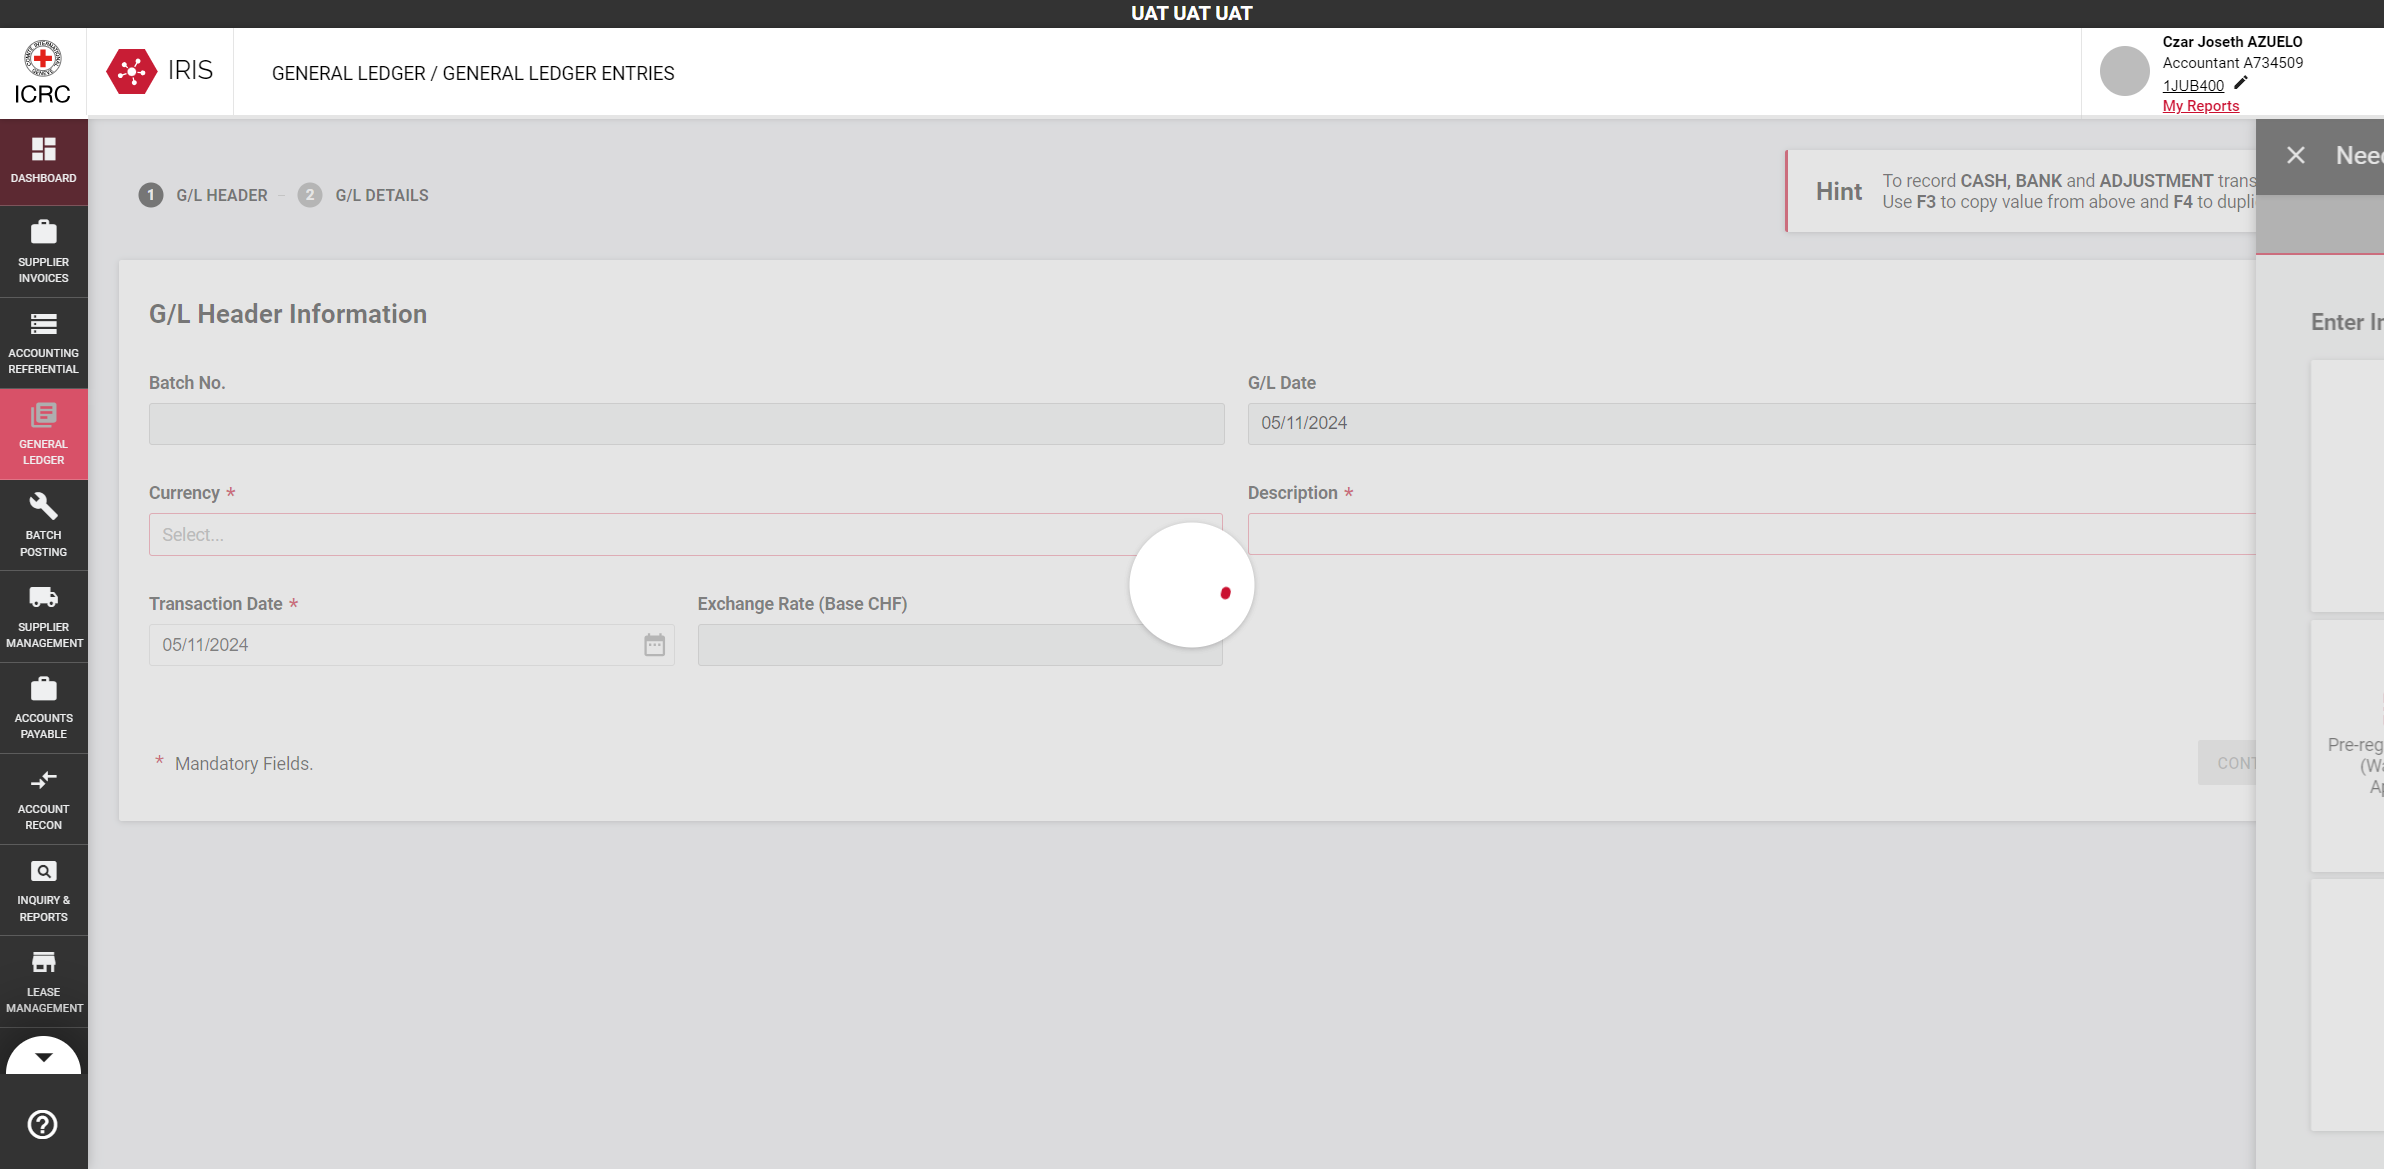 UAT UAT UAT
ICRC
IRIS
GENERAL LEDGER / GENERAL LEDGER ENTRIES
Czar Joseth AZUELO
Accountant A734509
1JUB400
My Reports
DASHBOARD
SUPPLIER
INVOICES
ACCOUNTING
REFERENTIAL
GENERAL
LEDGER
BATCH
POSTING
SUPPLIER
MANAGEMENT
ACCOUNTS
PAYABLE
ACCOUNT
RECON
INQUIRY &
REPORTS
LEASE
MANAGEMENT
1 G/L HEADER - 2 G/L DETAILS
Hint
To record CASH, BANK and ADJUSTMENT trans
Use F3 to copy value from above and F4 to dupli
G/L Header Information
Batch No.
G/L Date
05/11/2024
Currency *
Select...
Description *
Transaction Date *
05/11/2024
Exchange Rate (Base CHF)
* Mandatory Fields.
CONT
Nee
Enter
Pre-reg
(Wa
Ap